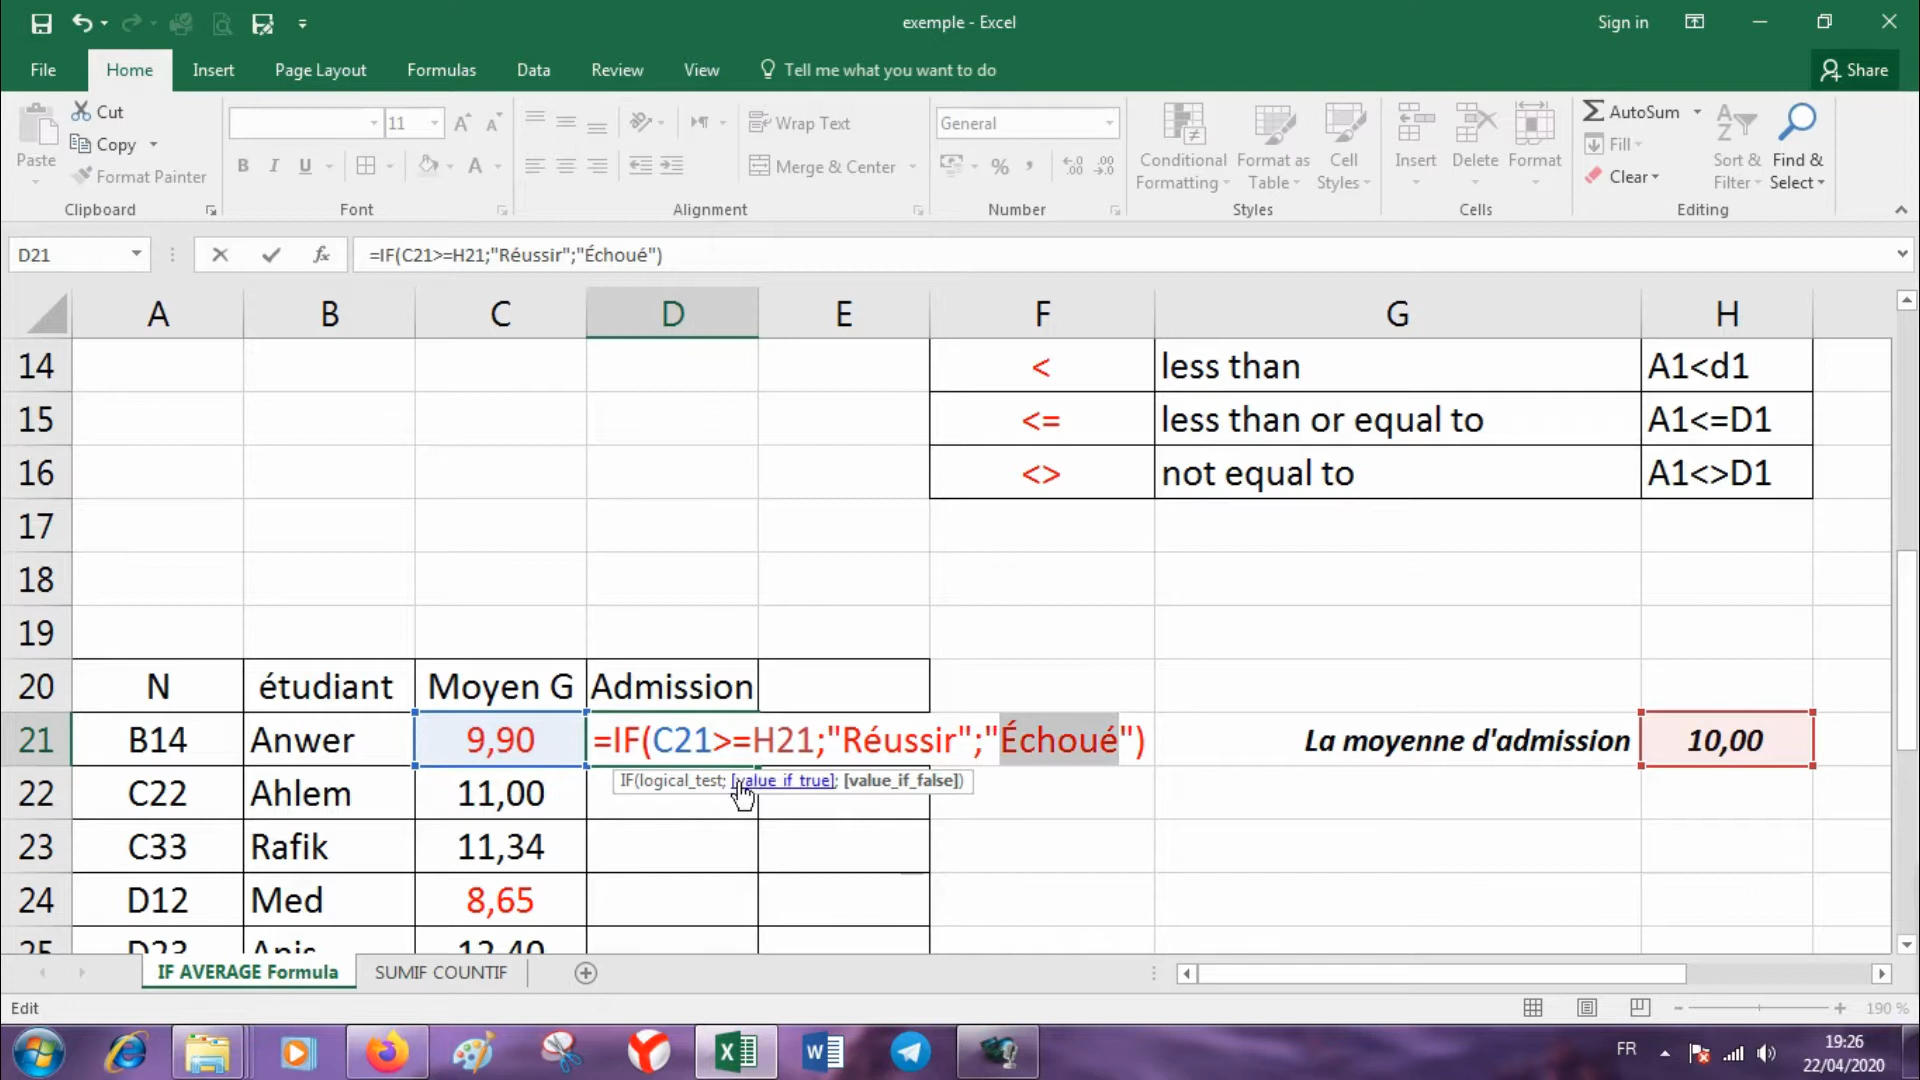 exemple - Excel
Sign in
File Home Insert Page Layout Formulas Data Review View Tell me what you want to do Share
Paste
Cut
Copy
Format Painter
Clipboard
11
B I U
Font
Wrap Text
Merge & Center
Alignment
General
%
Number
Conditional Formatting
Format as Table
Cell Styles
Styles
Insert
Delete
Format
Cells
AutoSum
Fill
Clear
Sort & Filter
Find & Select
Editing
D21 fx =IF(C21>=H21;"Réussir";"Échoué")
A B C D E F G H
14 < less than A1<d1
15 <= less than or equal to A1<=D1
16 <> not equal to A1<>D1
17
18
19
20 N étudiant Moyen G Admission
21 B14 Anwer 9,90 =IF(C21>=H21;"Réussir";"Échoué") La moyenne d'admission 10,00
IF(logical_test; [value_if_true]; [value_if_false])
22 C22 Ahlem 11,00
23 C33 Rafik 11,34
24 D12 Med 8,65
25 D23 Anis 12,40
IF AVERAGE Formula SUMIF COUNTIF
Edit
190 %
FR
19:26
22/04/2020